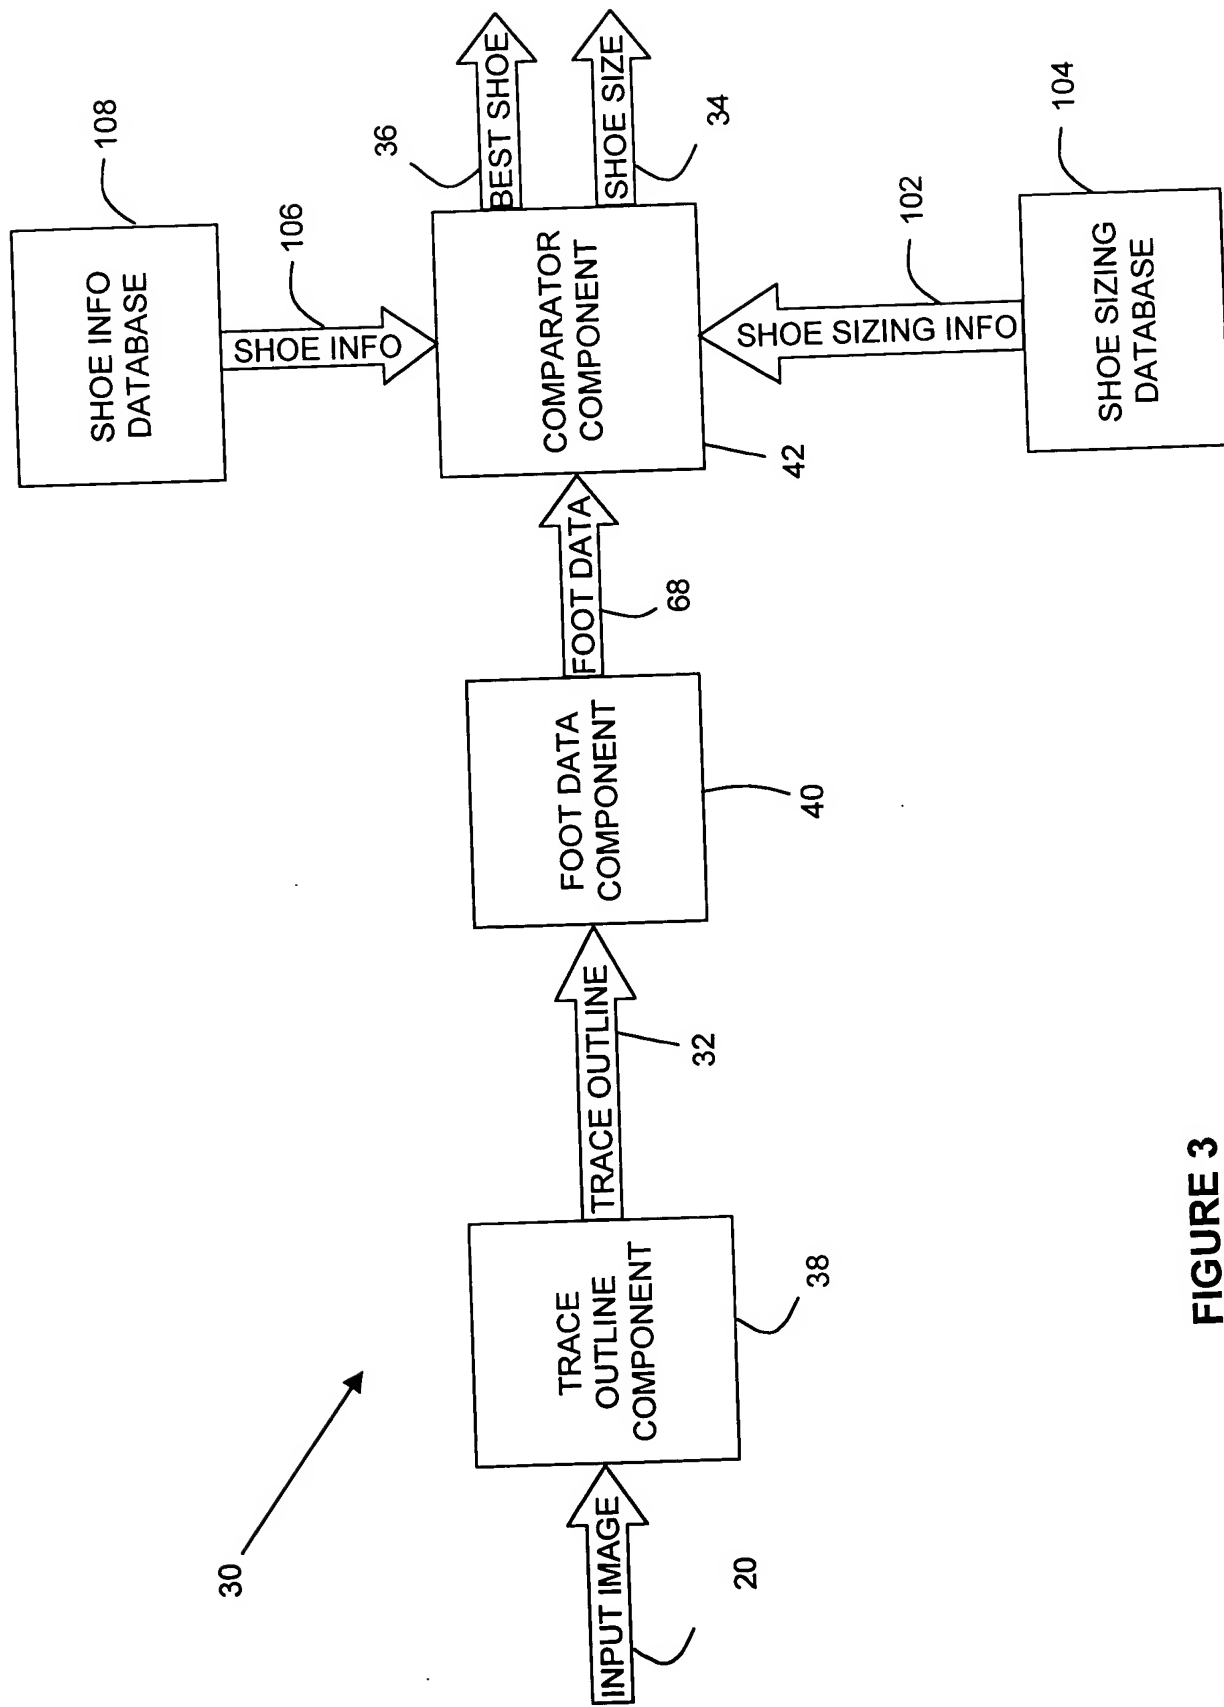 108
SHOE INFO
DATABASE
106
SHOE INFO
36
BEST SHOE
SHOE SIZE
34
COMPARATOR
COMPONENT
42
102
SHOE SIZING INFO
104
SHOE SIZING
DATABASE
FOOT DATA
68
FOOT DATA
COMPONENT
40
TRACE OUTLINE
32
TRACE
OUTLINE
COMPONENT
38
30
INPUT IMAGE
20
FIGURE 3